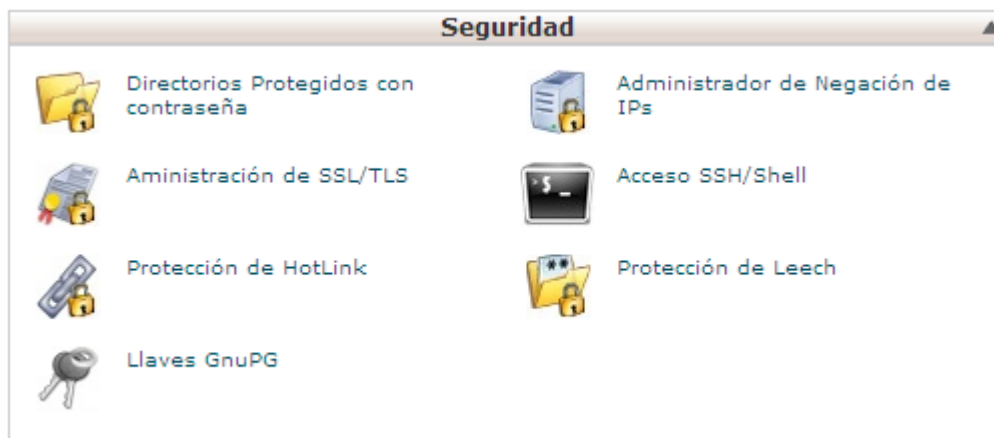 Seguridad
Directorios Protegidos con
contraseña
Administrador de Negación de
IPs
Aministración de SSL/TLS
>$ _
Acceso SSH/Shell
Protección de HotLink
**
Protección de Leech
Llaves GnuPG